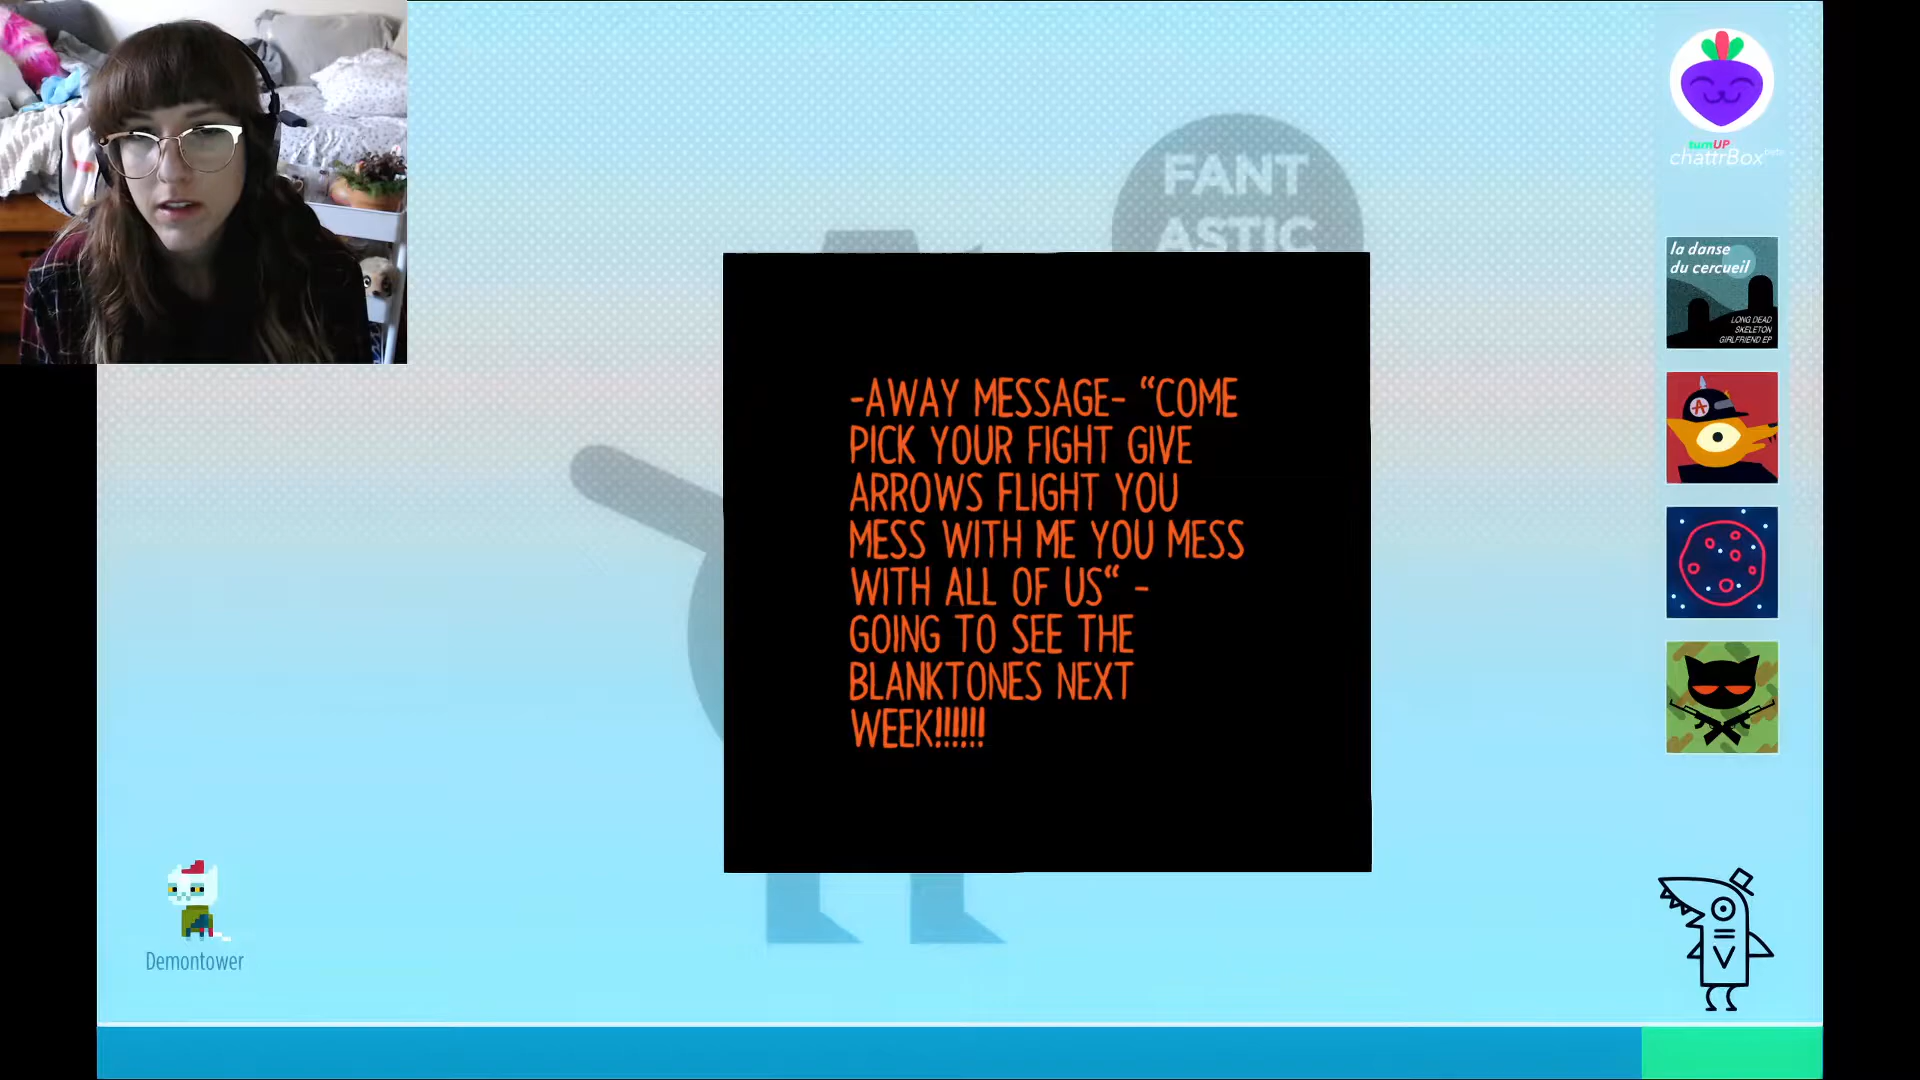 FANT
ASTIC
turnUP
chattrBox beta
la danse
du cercueil
LONG DEAD
SKELETON
GIRLFRIEND EP
A
-AWAY MESSAGE- “COME
PICK YOUR FIGHT GIVE
ARROWS FLIGHT YOU
MESS WITH ME YOU MESS
WITH ALL OF US“ -
GOING TO SEE THE
BLANKTONES NEXT
WEEK!!!!!!
Demontower